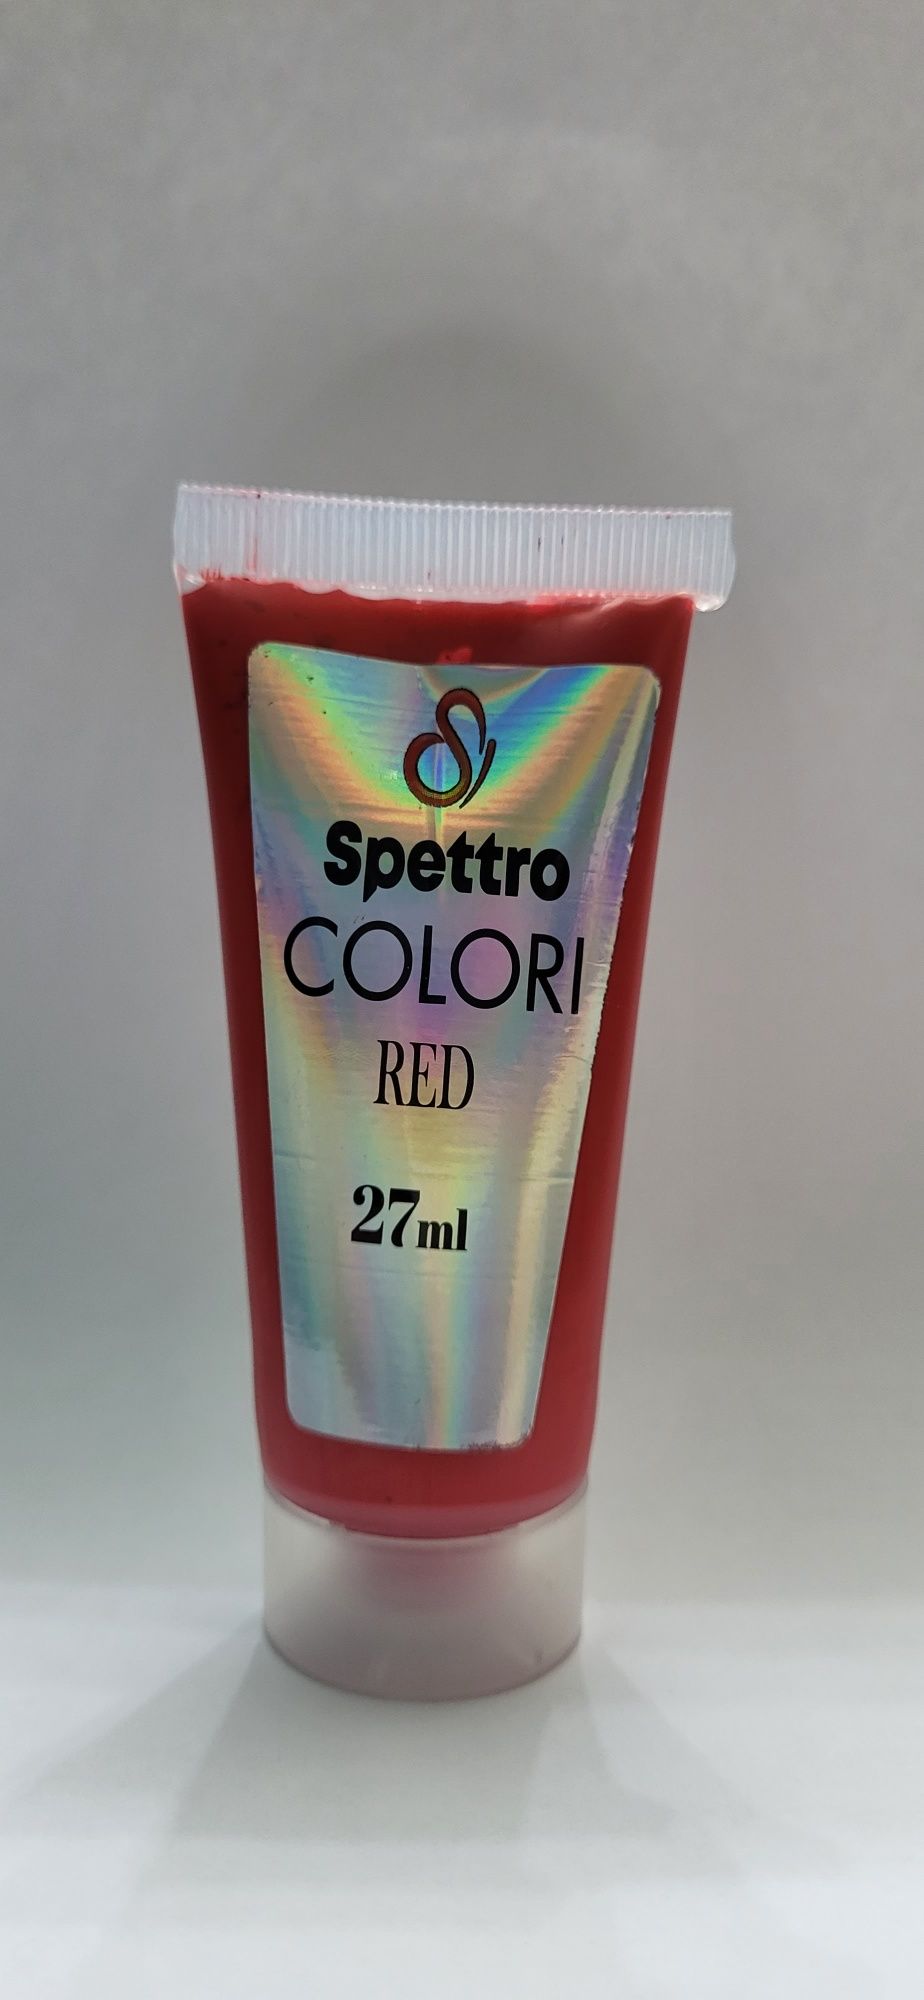 Spettro
COLORI
RED
27ml